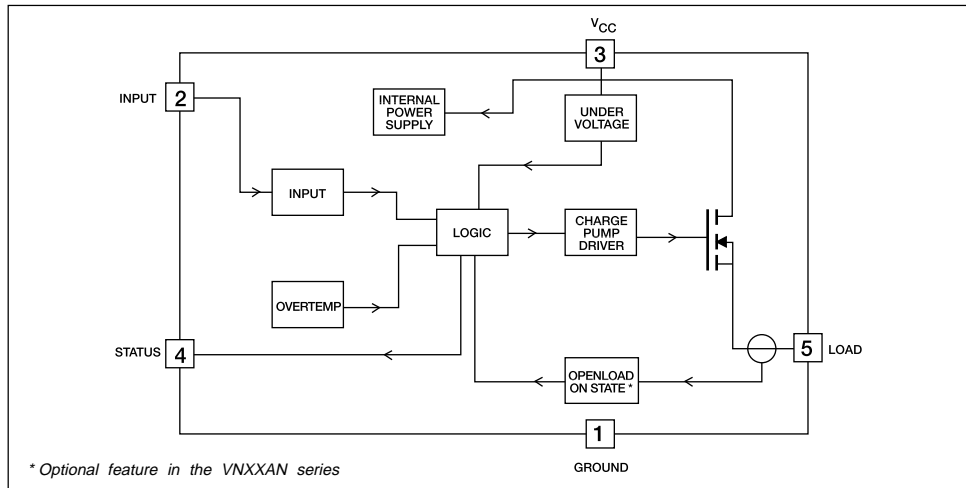 VCC
3
INPUT
2
INTERNAL
POWER
SUPPLY
UNDER
VOLTAGE
INPUT
LOGIC
CHARGE
PUMP
DRIVER
OVERTEMP
STATUS
4
5
LOAD
OPENLOAD
ON STATE *
1
GROUND
* Optional feature in the VNXXAN series